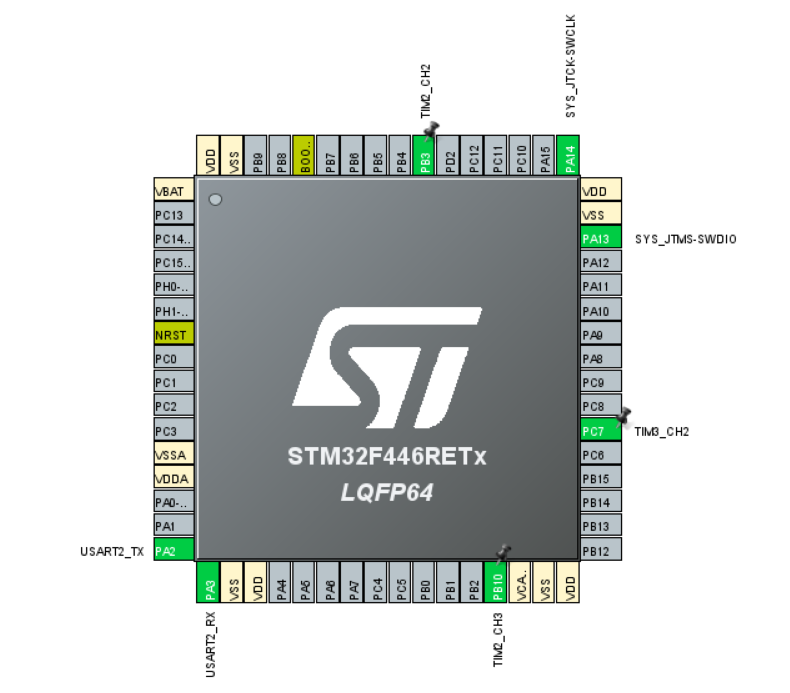 TIM2_CH2
SYS_JTCK-SWCLK
VDD
VSS
PB9
PB8
BOO..
PB7
PB6
PB5
PB4
PB3
PD2
PC12
PC11
PC10
PA15
PA14
VBAT
PC13
PC14..
PC15..
PH0-..
PH1-..
NRST
PC0
PC1
PC2
PC3
VSSA
VDDA
PA0-..
PA1
USART2_TX PA2
VDD
VSS
PA13 SYS_JTMS-SWDIO
PA12
PA11
PA10
PA9
PA8
PC9
PC8
PC7 TIM3_CH2
PC6
PB15
PB14
PB13
PB12
ST
STM32F446RETx
LQFP64
PA3
VSS
VDD
PA4
PA5
PA6
PA7
PC4
PC5
PB0
PB1
PB2
PB10
VCA..
VSS
VDD
USART2_RX
TIM2_CH3